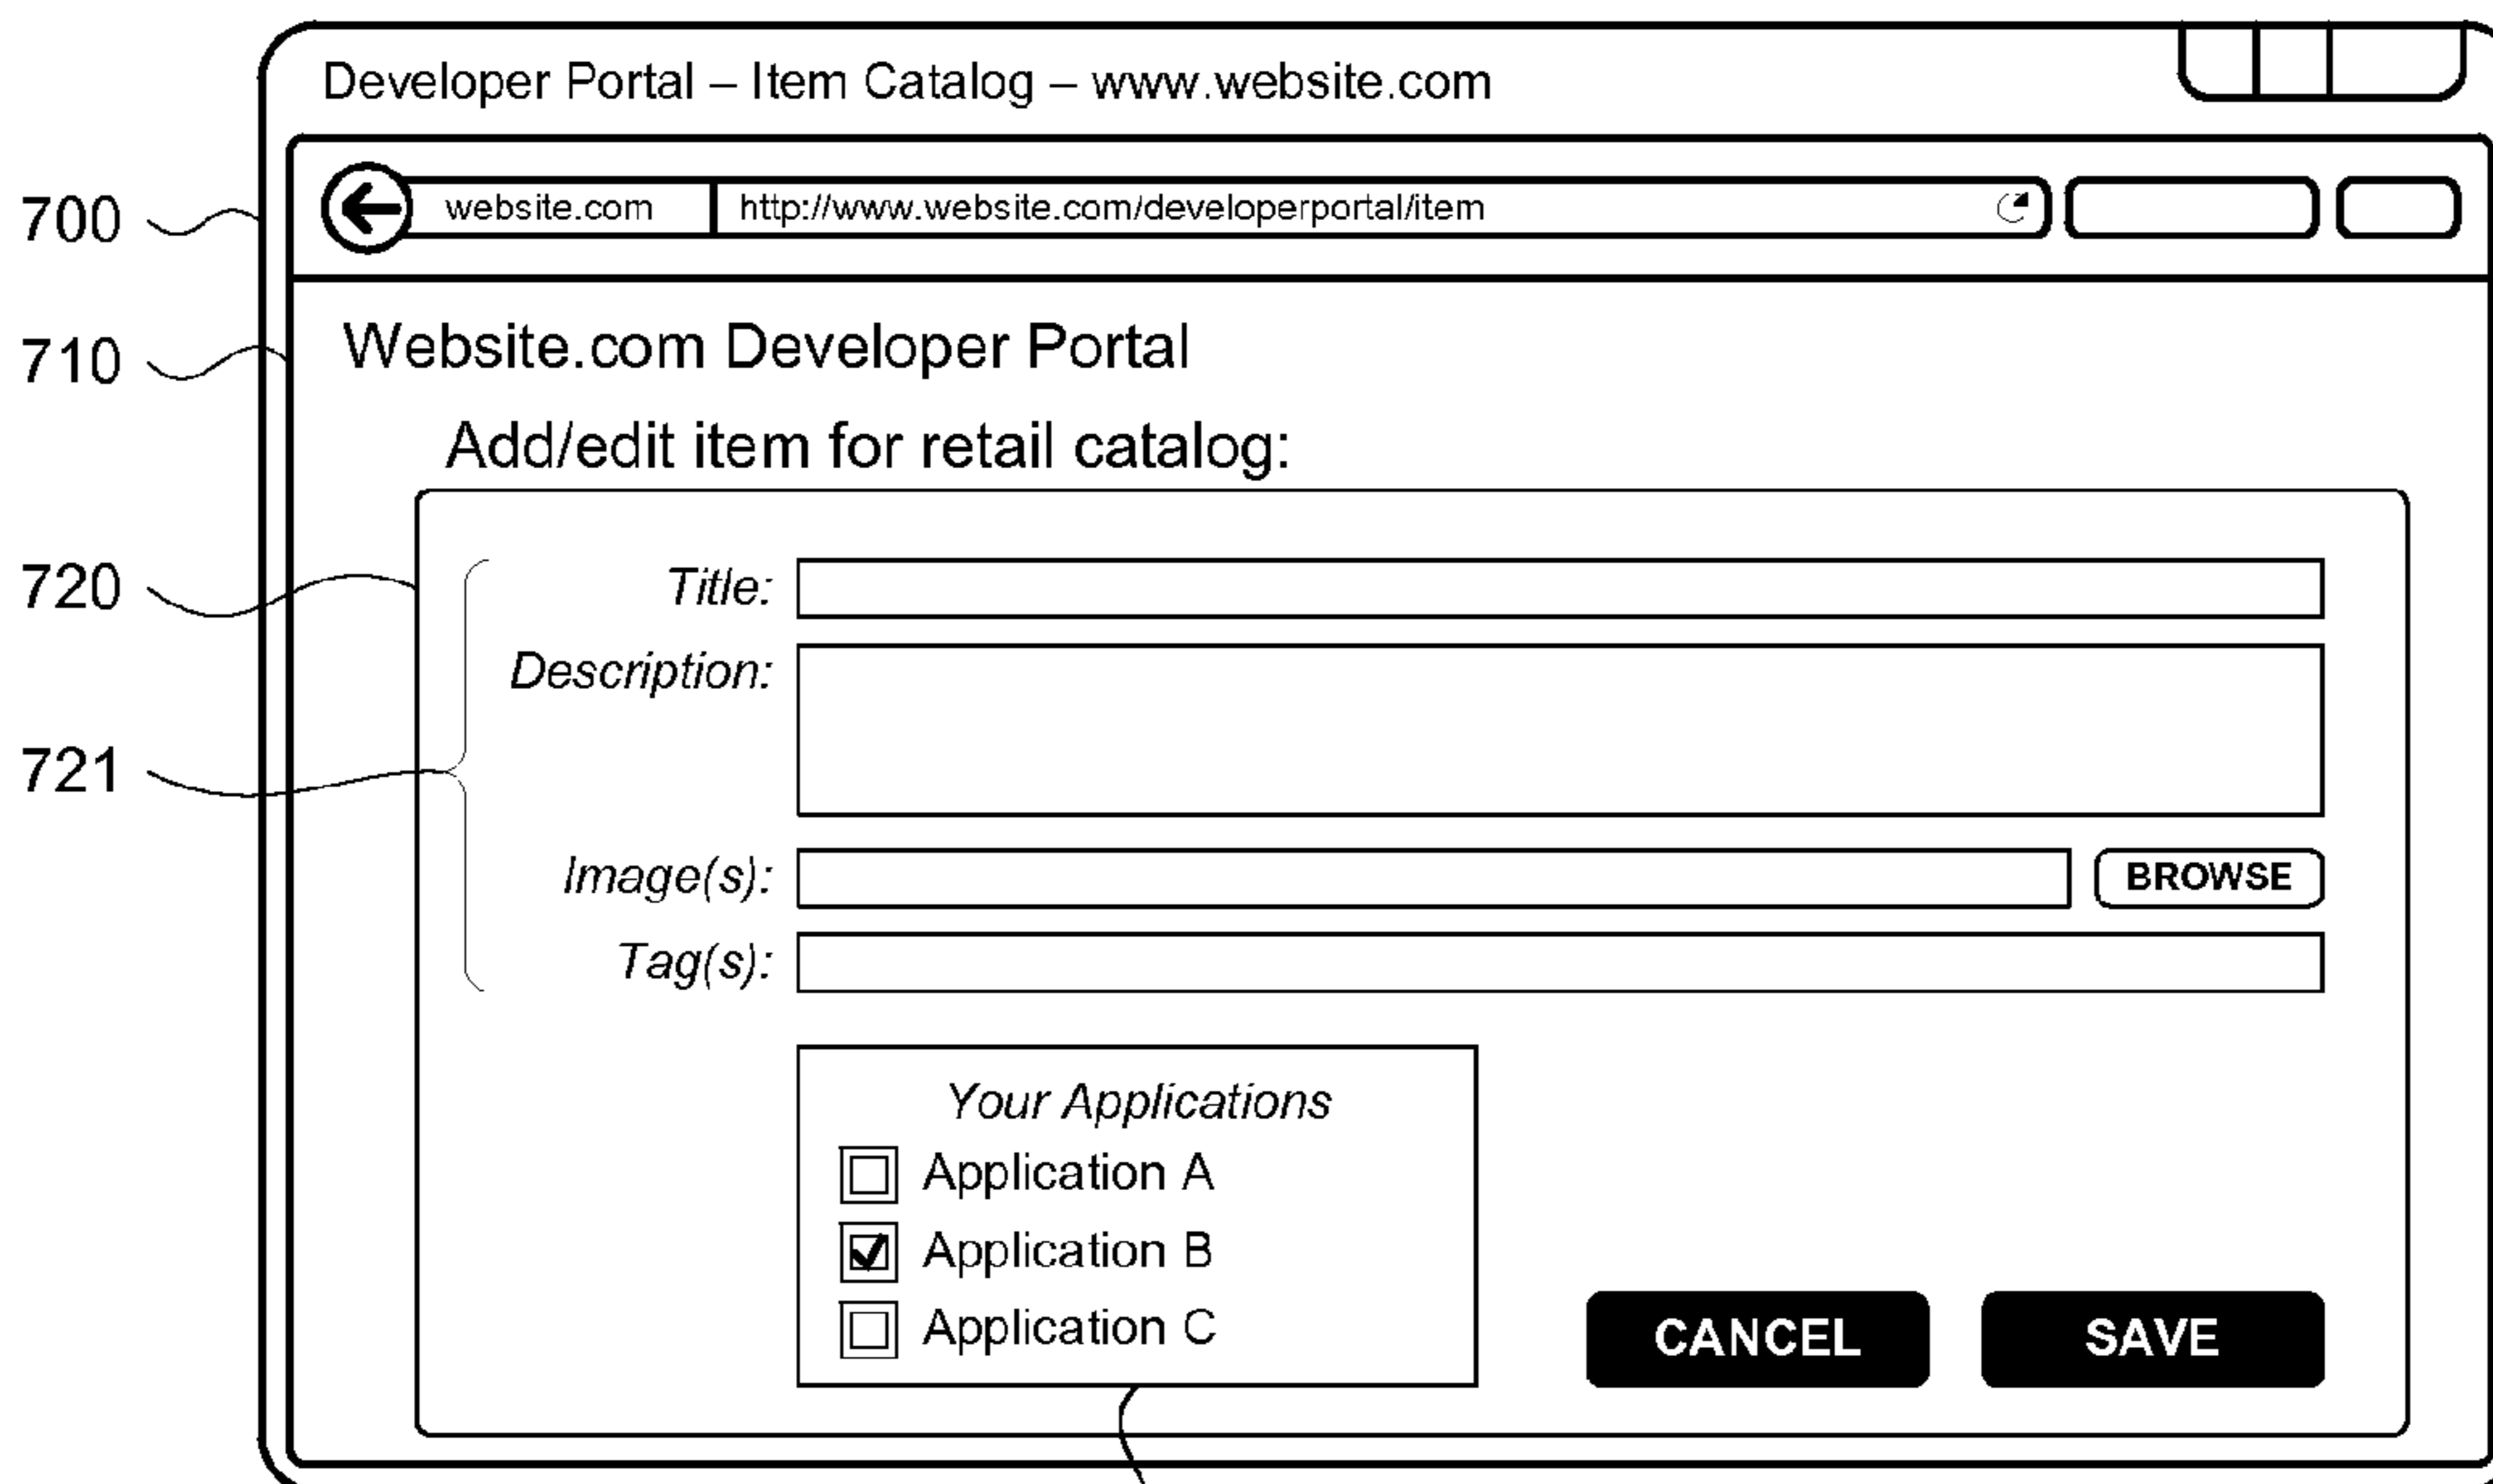 Developer Portal – Item Catalog – www.website.com
700
website.com http://www.website.com/developerportal/item
710
Website.com Developer Portal
Add/edit item for retail catalog:
720
Title:
Description:
721
Image(s): BROWSE
Tag(s):
Your Applications
Application A
Application B
Application C
CANCEL SAVE